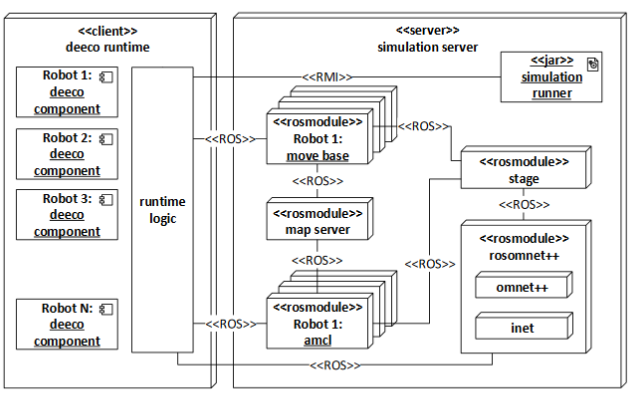 <<client>>
deeco runtime
Robot 1:
deeco
component
Robot 2:
deeco
component
Robot 3:
deeco
component
Robot N:
deeco
component
runtime
logic
<<server>>
simulation server
<<RMI>>
<<jar>>
simulation
runner
<<ROS>>
<<rosmodule>>
Robot 1:
move base
<<ROS>>
<<rosmodule>>
stage
<<ROS>>
<<rosmodule>>
map server
<<ROS>>
<<ROS>>
<<ROS>>
<<rosmodule>>
rosomnet++
omnet++
inet
<<ROS>>
<<rosmodule>>
Robot 1:
amcl
<<ROS>>